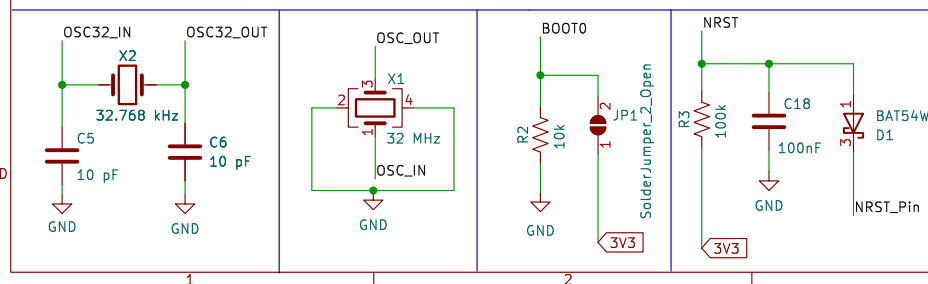 OSC32_IN
OSC32_OUT
X2
32.768 kHz
C5
10 pF
C6
10 pF
GND
GND
OSC_OUT
X1
3
2
4
1
32 MHz
OSC_IN
GND
BOOT0
R2
10k
GND
2
JP1
1
SolderJumper_2_Open
3V3
NRST
R3
100k
3V3
C18
100nF
GND
1
BAT54W
D1
3
NRST_Pin
D
1
2